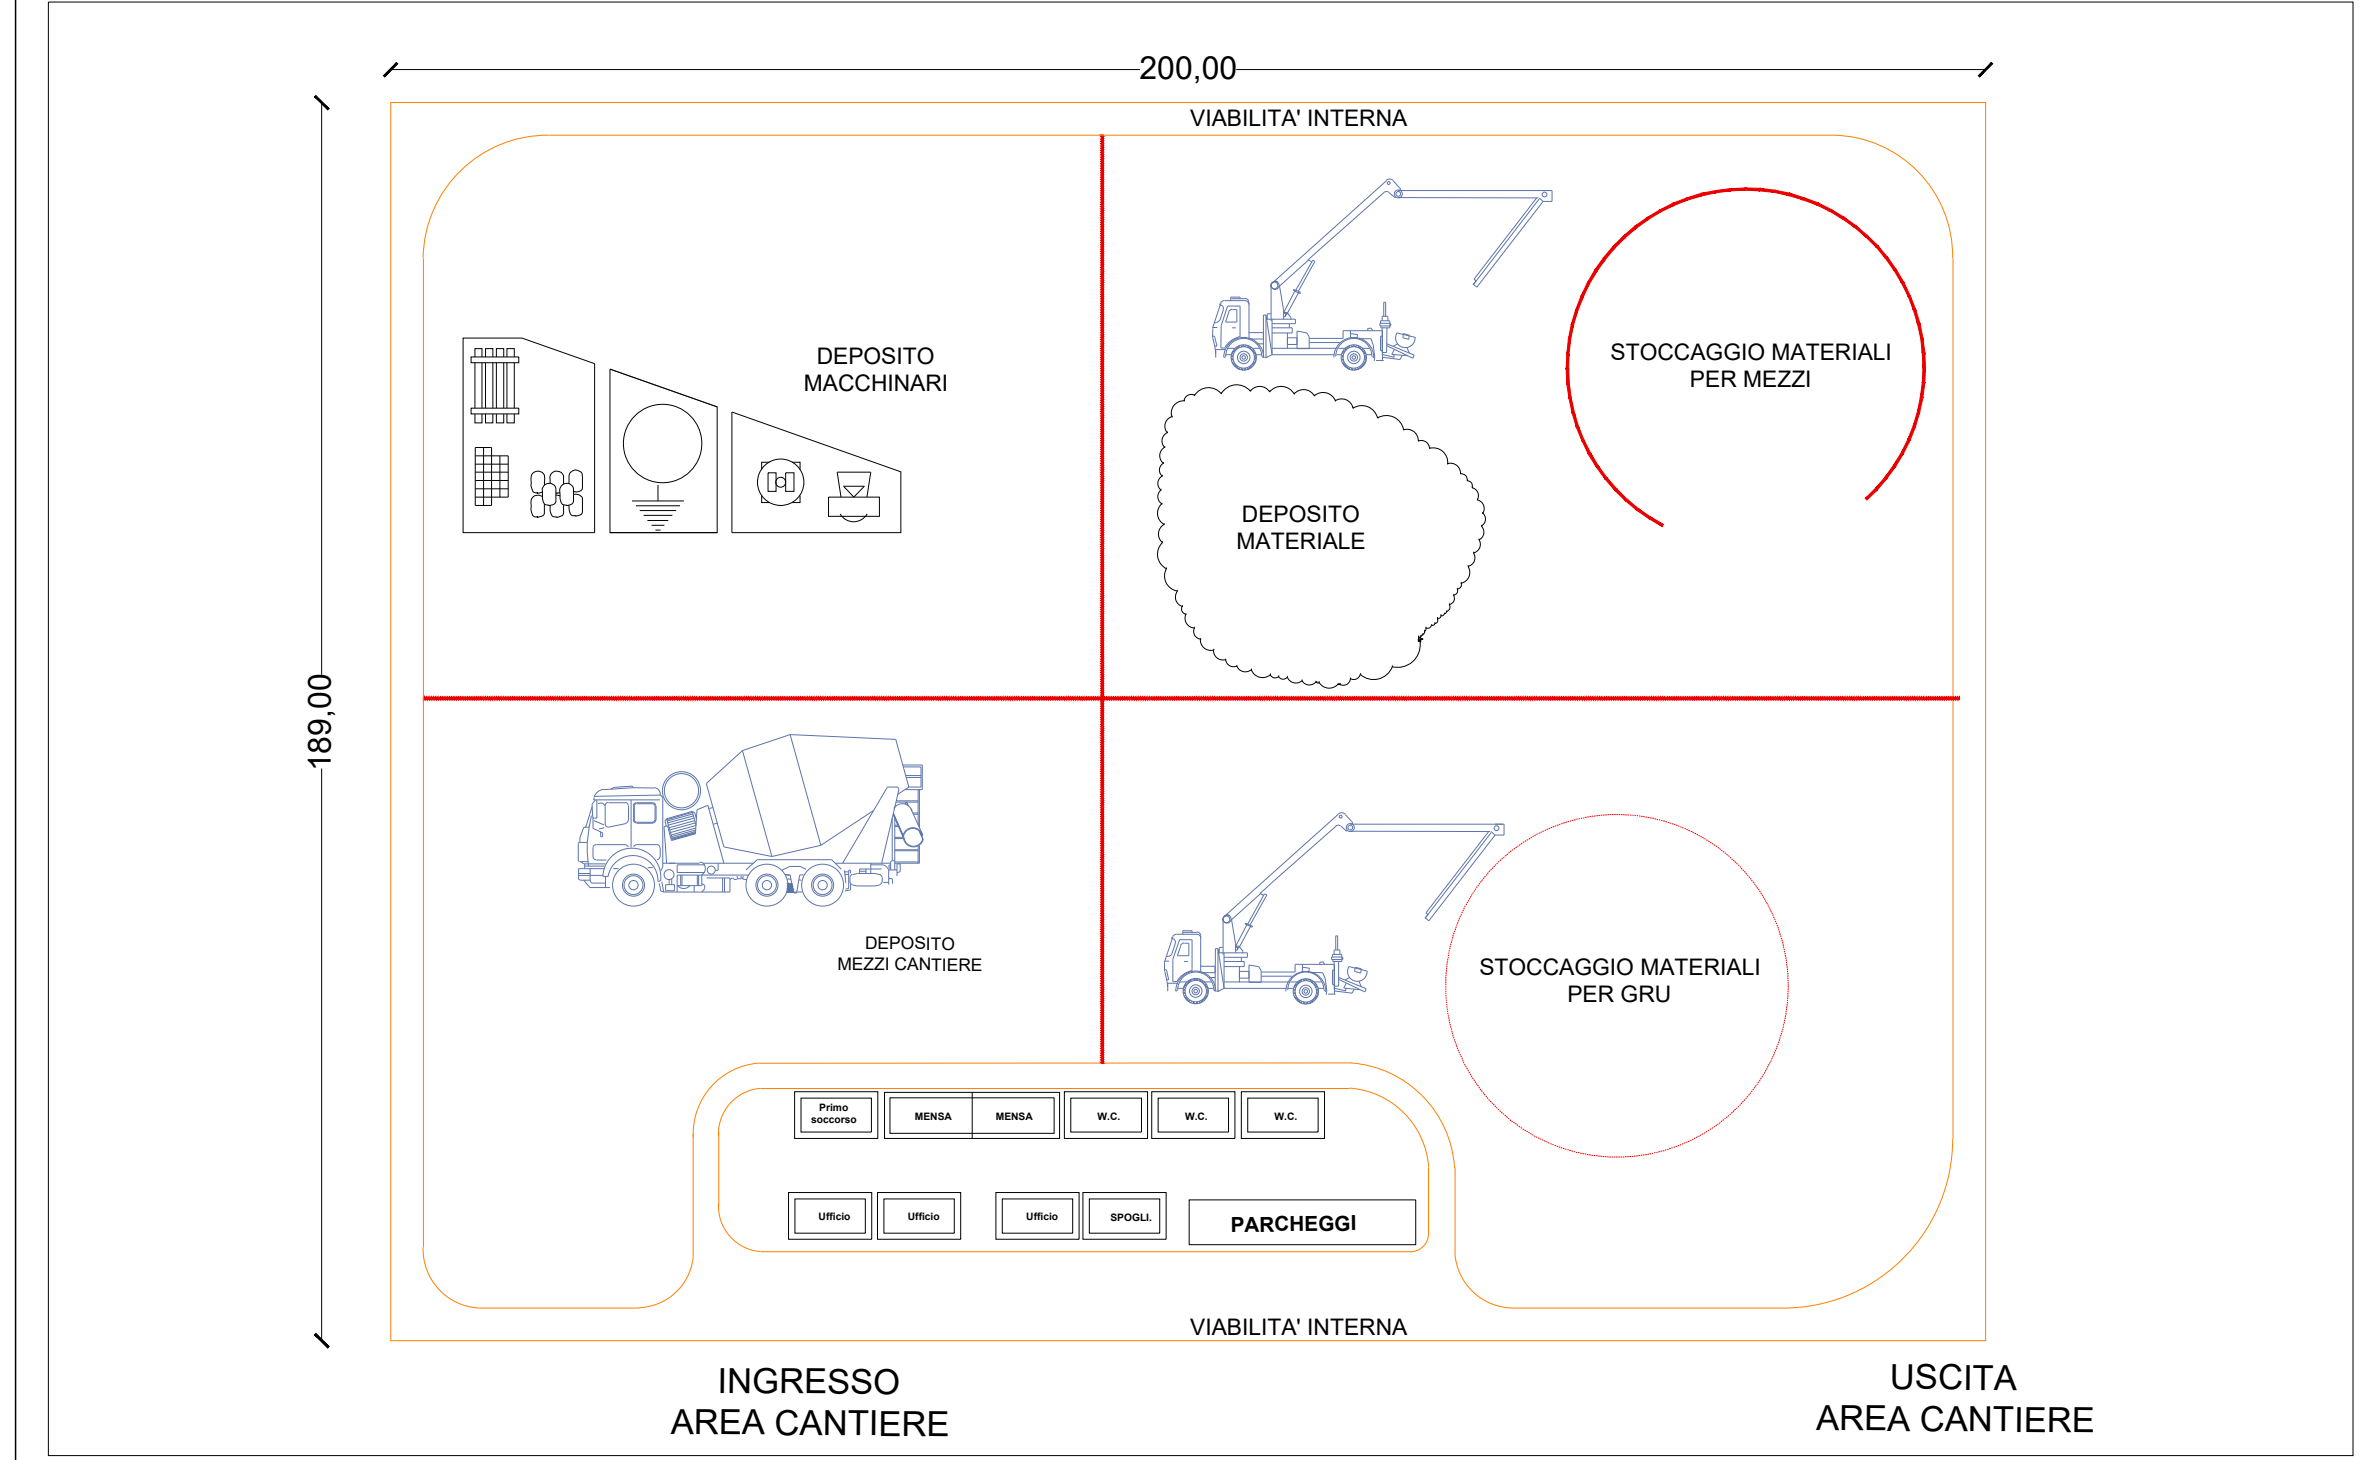 200,00
VIABILITA' INTERNA
DEPOSITO
MACCHINARI
STOCCAGGIO MATERIALI
PER MEZZI
DEPOSITO
MATERIALE
189,00
DEPOSITO
MEZZI CANTIERE
STOCCAGGIO MATERIALI
PER GRU
Primo
soccorso
MENSA
MENSA
W.C.
W.C.
W.C.
Ufficio
Ufficio
Ufficio
SPOGLI.
PARCHEGGI
VIABILITA' INTERNA
INGRESSO
AREA CANTIERE
USCITA
AREA CANTIERE